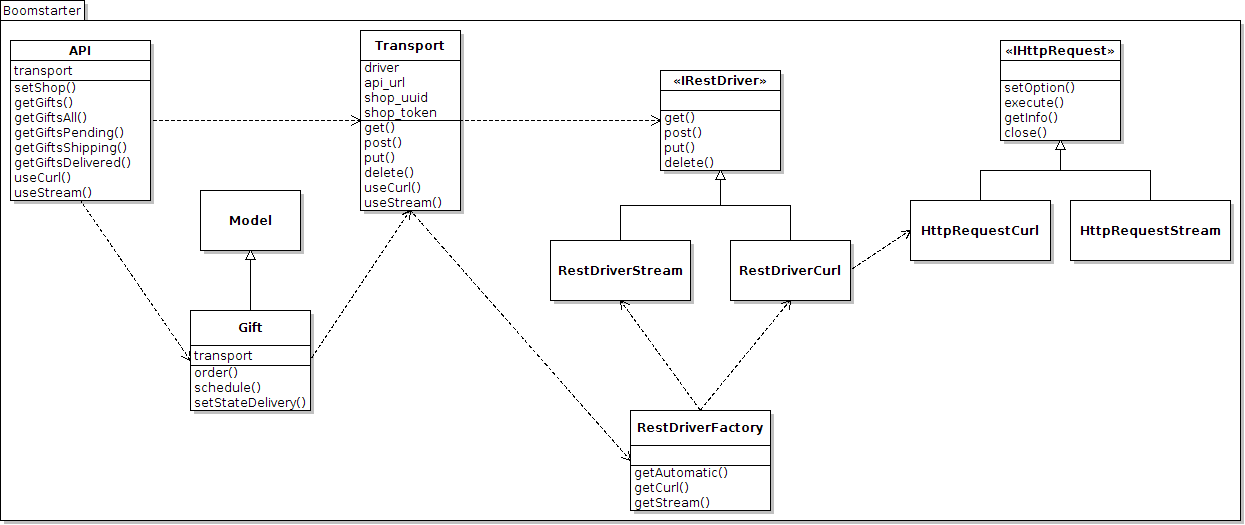 Boomstarter
API
transport
setShop()
getGifts()
getGiftsAll()
getGiftsPending()
getGiftsShipping()
getGiftsDelivered()
useCurl()
useStream()
Model
Gift
transport
order()
schedule()
setStateDelivery()
Transport
driver
api_url
shop_uuid
shop_token
get()
post()
put()
delete()
useCurl()
useStream()
«IRestDriver»
get()
post()
put()
delete()
RestDriverStream
RestDriverCurl
RestDriverFactory
getAutomatic()
getCurl()
getStream()
«IHttpRequest»
setOption()
execute()
getInfo()
close()
HttpRequestCurl
HttpRequestStream